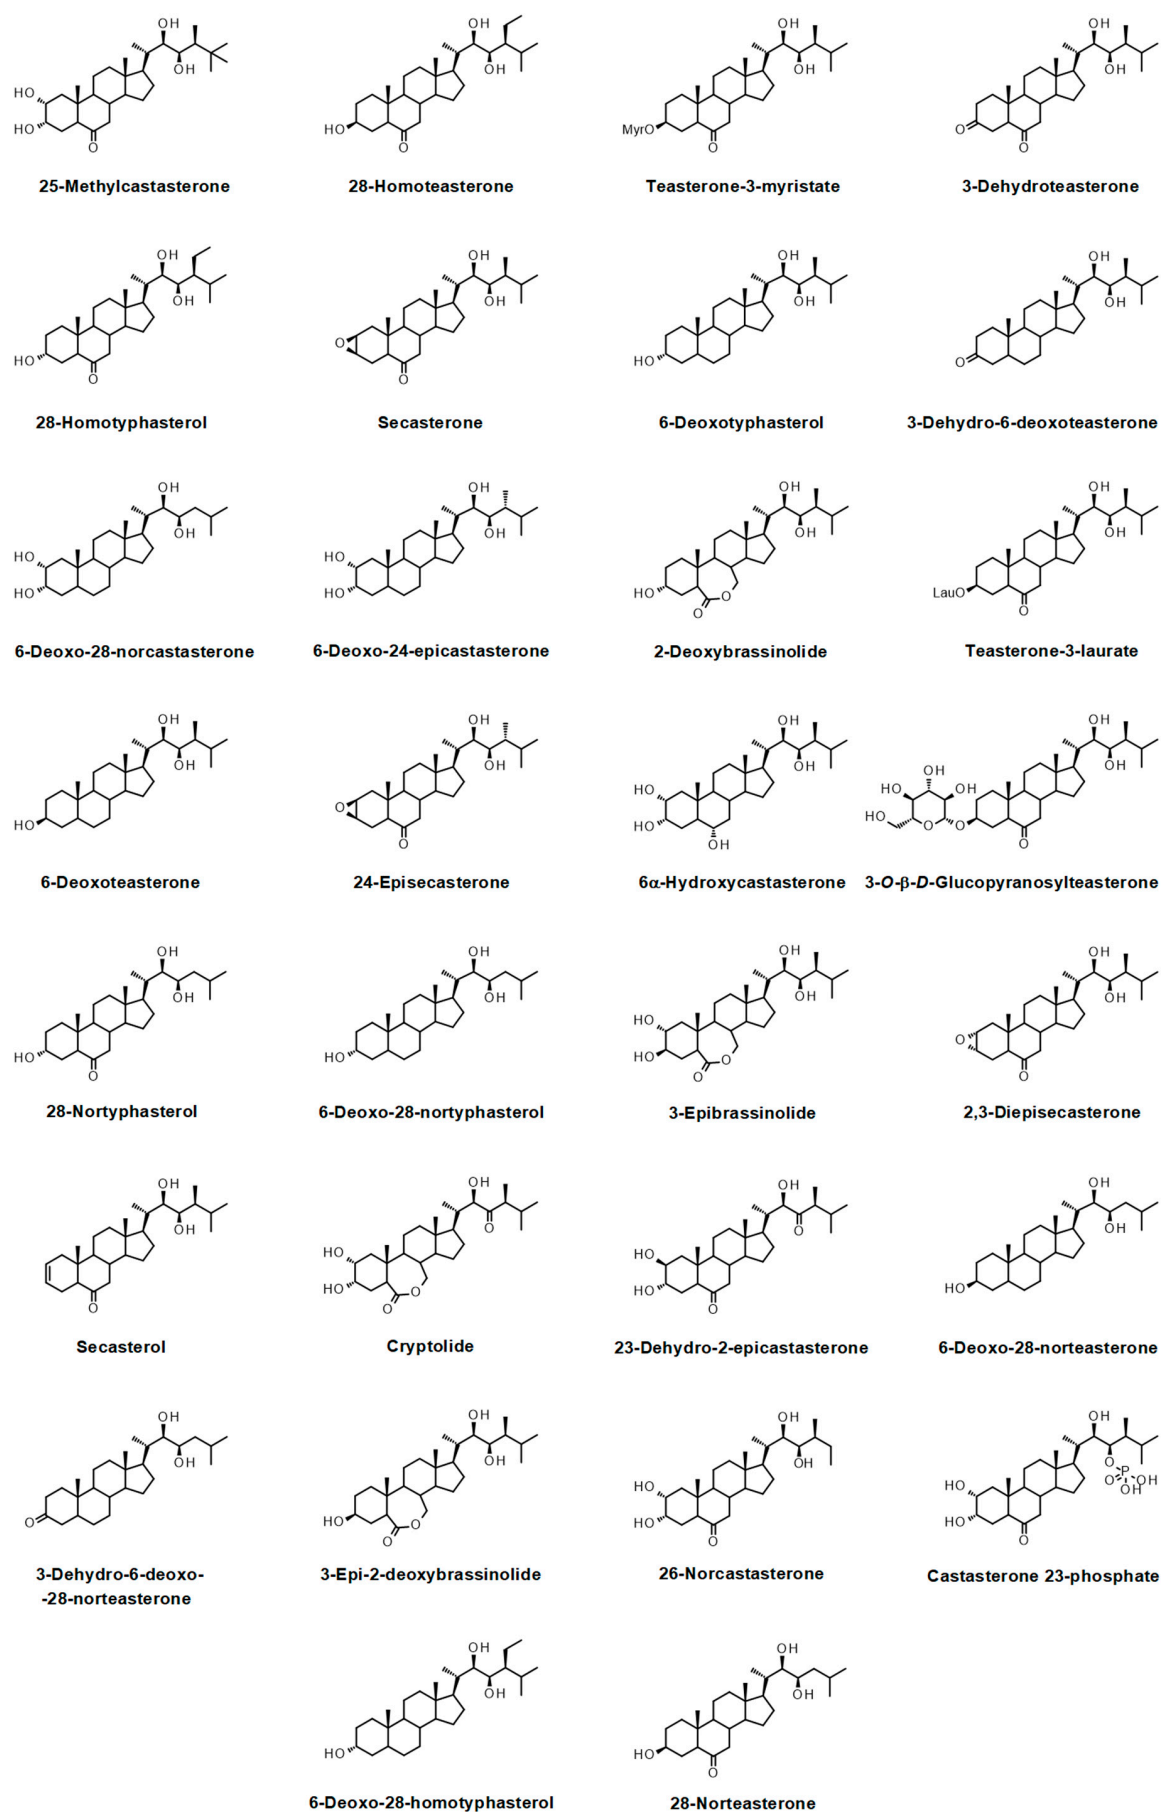 OH
OH
HO
HO
O
25-Methylcastasterone
OH
OH
HO
O
28-Homoteasterone
OH
OH
MyrO
O
Teasterone-3-myristate
OH
OH
O
O
3-Dehydroteasterone
OH
OH
HO
O
28-Homotyphasterol
OH
OH
O
O
Secasterone
OH
OH
HO
6-Deoxotyphasterol
OH
OH
O
3-Dehydro-6-deoxoteasterone
OH
OH
HO
HO
6-Deoxo-28-norcastasterone
OH
OH
HO
HO
6-Deoxo-24-epicastasterone
OH
OH
HO
O
O
2-Deoxybrassinolide
OH
OH
LauO
O
Teasterone-3-laurate
OH
OH
HO
6-Deoxoteasterone
OH
OH
O
O
24-Episecasterone
OH
OH
HO
HO
OH
6α-Hydroxycastasterone
OH
OH
OH
HO
OH
HO
O
O
O
3-O-β-D-Glucopyranosylteasterone
OH
OH
HO
O
28-Nortyphasterol
OH
OH
HO
6-Deoxo-28-nortyphasterol
OH
OH
HO
HO
O
O
3-Epibrassinolide
OH
OH
O
O
2,3-Diepisecasterone
OH
OH
O
Secasterol
OH
O
HO
HO
O
O
Cryptolide
OH
O
HO
HO
O
23-Dehydro-2-epicastasterone
OH
OH
HO
6-Deoxo-28-norteasterone
OH
OH
O
3-Dehydro-6-deoxo-
-28-norteasterone
OH
OH
HO
O
O
3-Epi-2-deoxybrassinolide
OH
OH
HO
HO
O
26-Norcastasterone
OH
O
P
O
OH
OH
HO
HO
O
Castasterone 23-phosphate
OH
OH
HO
6-Deoxo-28-homotyphasterol
OH
OH
HO
O
28-Norteasterone